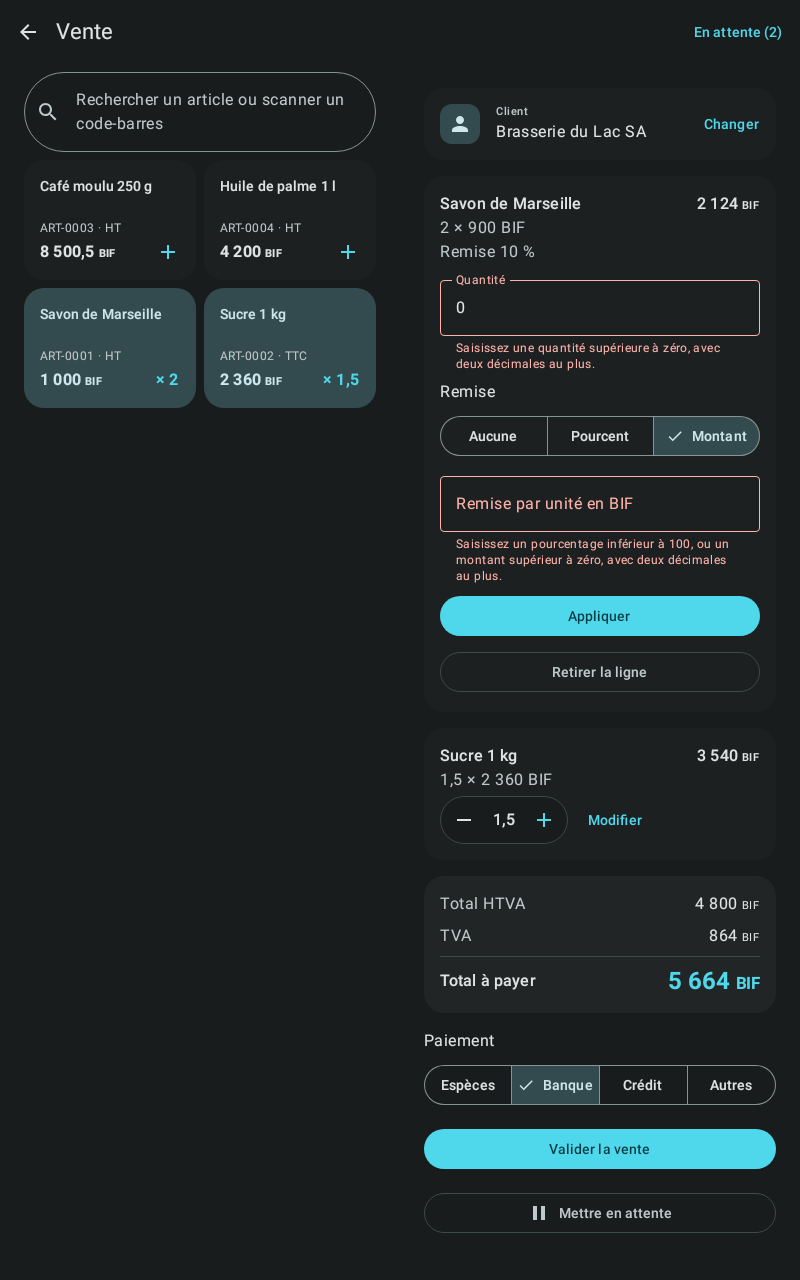 Vente
En attente (2)
Rechercher un article ou scanner un
code-barres
Café moulu 250 g
ART-0003 · HT
8 500,5 BIF
Huile de palme 1 l
ART-0004 · HT
4 200 BIF
Savon de Marseille
ART-0001 · HT
1 000 BIF
× 2
Sucre 1 kg
ART-0002 · TTC
2 360 BIF
× 1,5
Client
Brasserie du Lac SA
Changer
Savon de Marseille
2 124 BIF
2 × 900 BIF
Remise 10 %
Quantité
0
Saisissez une quantité supérieure à zéro, avec
deux décimales au plus.
Remise
Aucune
Pourcent
Montant
Remise par unité en BIF
Saisissez un pourcentage inférieur à 100, ou un
montant supérieur à zéro, avec deux décimales
au plus.
Appliquer
Retirer la ligne
Sucre 1 kg
3 540 BIF
1,5 × 2 360 BIF
1,5
Modifier
Total HTVA
4 800 BIF
TVA
864 BIF
Total à payer
5 664 BIF
Paiement
Espèces
Banque
Crédit
Autres
Valider la vente
Mettre en attente